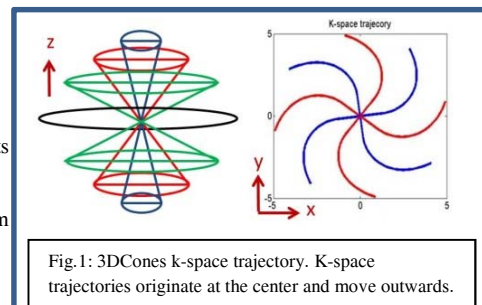 K-space trajecory
z
5
0
-5
y
-5
0
5
x
ts
m
Fig.1: 3DCones k-space trajectory. K-space
trajectories originate at the center and move outwards.